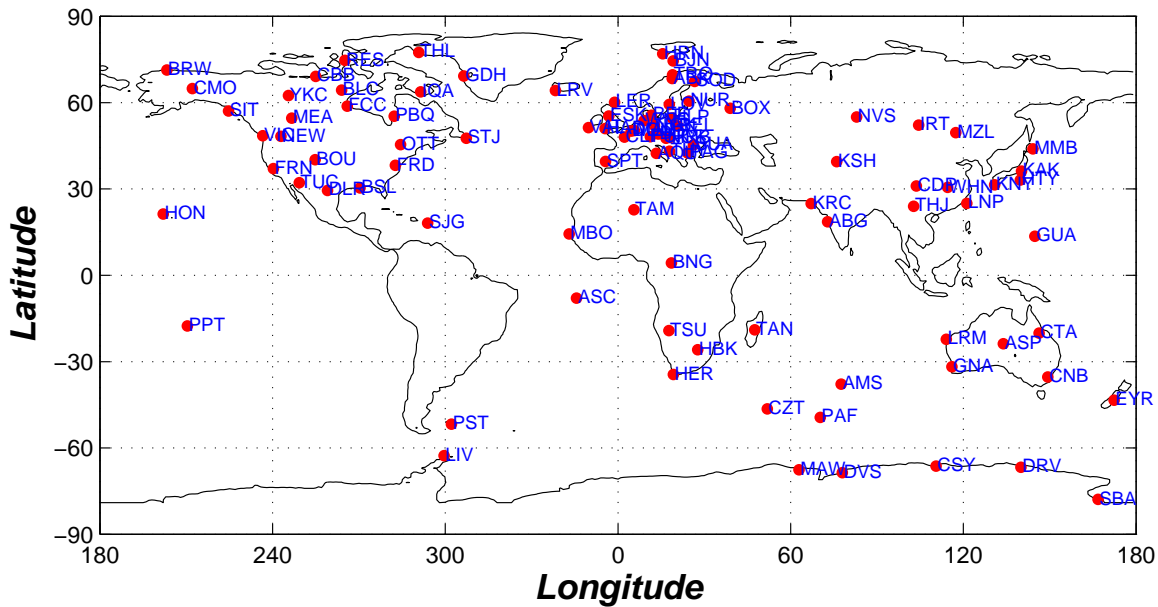 90
60
30
0
−30
−60
−90
Latitude
HRN
BJN
THL
RES
BRW
CBB
GDH
SOD
CMO
BLC
IQA
LRV
YKC
FCC
LER
NUR
BOX
SIT
MEA
PBQ
NVS
IRT
MZL
VIC
NEW
OTT
STJ
MMB
BOU
FRD
SPT
KSH
KAK
FRN
TUC
BSL
CDP
WHN
KNY
HTY
DLR
TAM
KRC
THJ
LNP
HON
SJG
ABG
MBO
GUA
BNG
ASC
PPT
TSU
TAN
LRM
ASP
CTA
HBK
GNA
HER
CNB
AMS
CZT
PAF
EYR
PST
LIV
MAW
DVS
CSY
DRV
SBA
180 240 300 0 60 120 180
Longitude